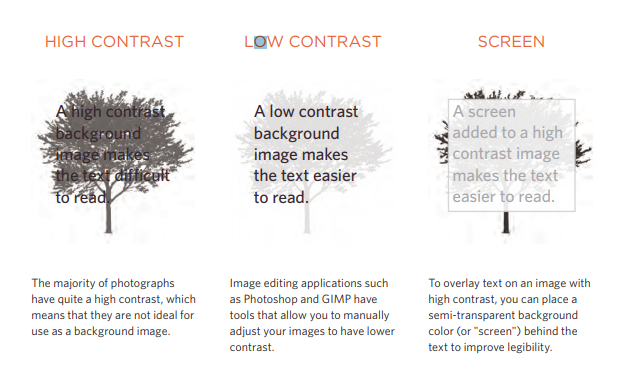 HIGH CONTRAST
A high contrast
background
image makes
the text difficult
to read.
The majority of photographs
have quite a high contrast, which
means that they are not ideal for
use as a background image.
LOW CONTRAST
A low contrast
background
image makes
the text easier
to read.
Image editing applications such
as Photoshop and GIMP have
tools that allow you to manually
adjust your images to have lower
contrast.
SCREEN
A screen
added to a high
contrast image
makes the text
easier to read.
To overlay text on an image with
high contrast, you can place a
semi-transparent background
color (or "screen") behind the
text to improve legibility.